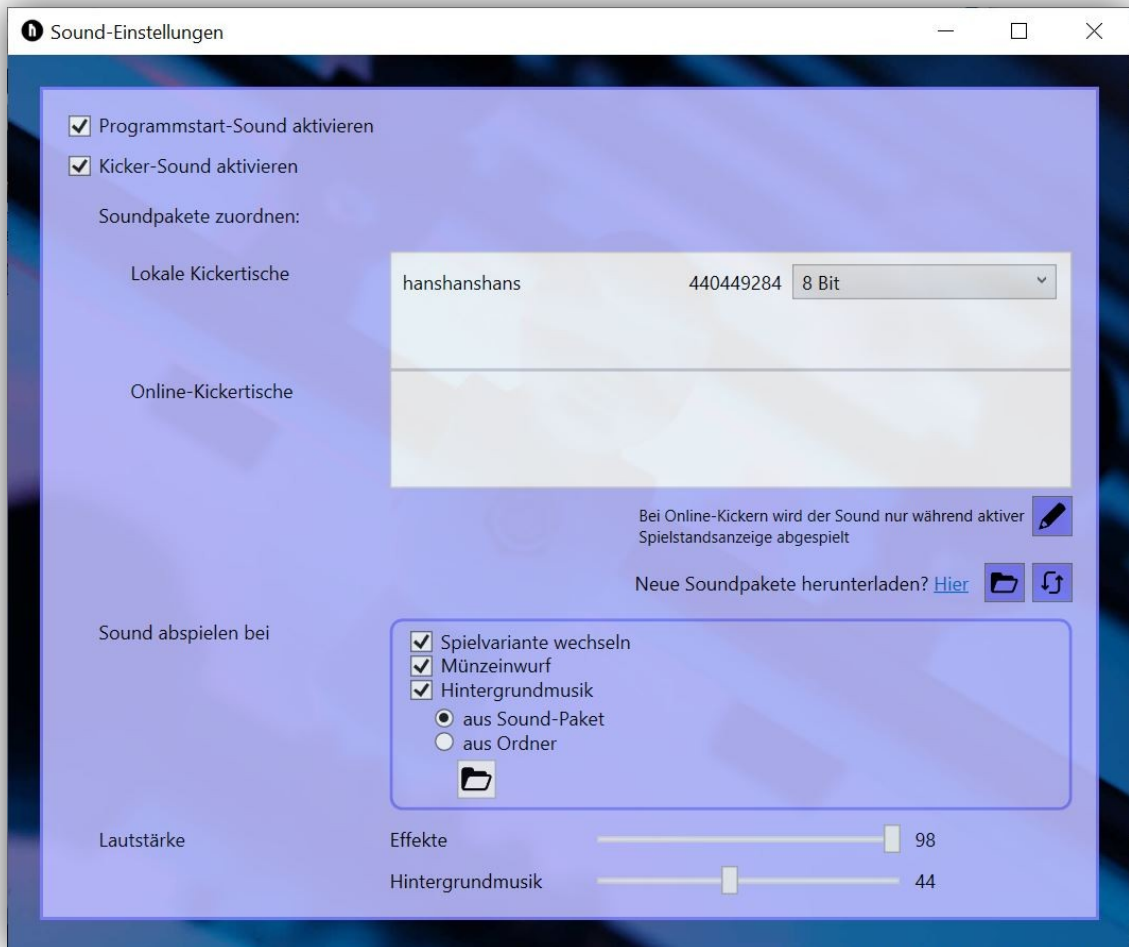 Sound-Einstellungen
Programmstart-Sound aktivieren
Kicker-Sound aktivieren
Soundpakete zuordnen:
Lokale Kickertische
hanshanshans 440449284 8 Bit
Online-Kickertische
Bei Online-Kickern wird der Sound nur während aktiver
Spielstandsanzeige abgespielt
Neue Soundpakete herunterladen? Hier
Sound abspielen bei
Spielvariante wechseln
Münzeinwurf
Hintergrundmusik
aus Sound-Paket
aus Ordner
Lautstärke Effekte 98
Hintergrundmusik 44